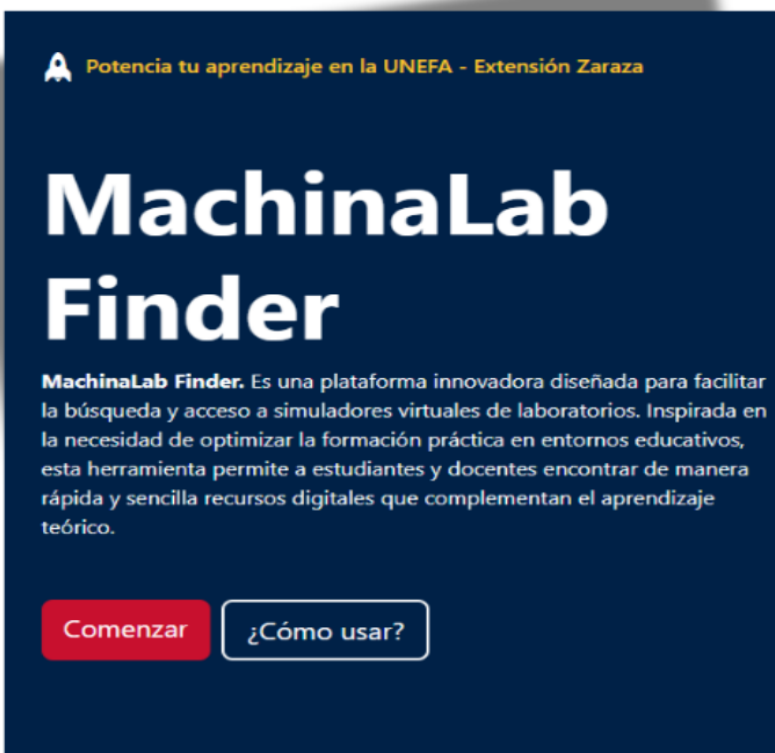 Potencia tu aprendizaje en la UNEFA - Extensión Zaraza
MachinaLab
Finder
MachinaLab Finder. Es una plataforma innovadora diseñada para facilitar
la búsqueda y acceso a simuladores virtuales de laboratorios. Inspirada en
la necesidad de optimizar la formación práctica en entornos educativos,
esta herramienta permite a estudiantes y docentes encontrar de manera
rápida y sencilla recursos digitales que complementan el aprendizaje
teórico.
Comenzar
¿Cómo usar?